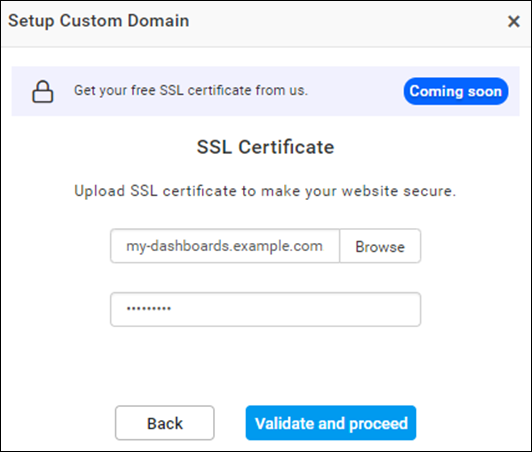 Setup Custom Domain ×
Get your free SSL certificate from us. Coming soon
SSL Certificate
Upload SSL certificate to make your website secure.
my-dashboards.example.com Browse
•••••••••
Back Validate and proceed